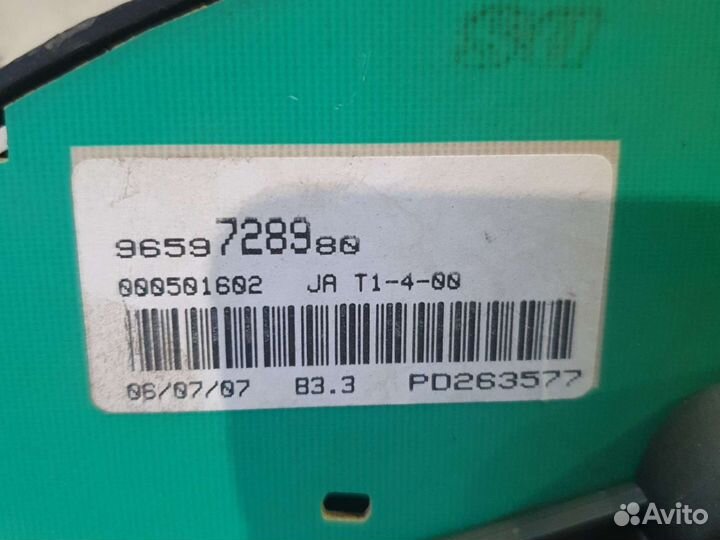 9659728980
000501602 JA T1-4-00
06/07/07 B3.3 PD263577
Avito